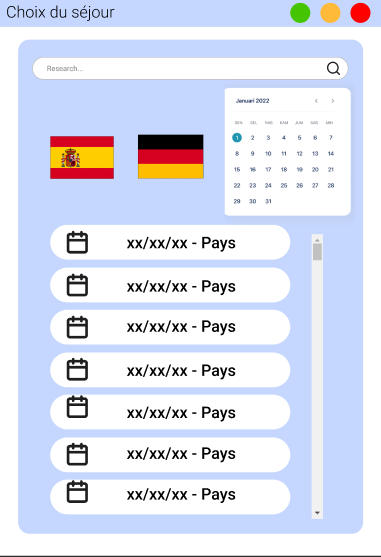 Choix du séjour
Research...
Januari 2022
SEN SEL RAB KAM JUM SAB MIN
1 2 3 4 5 6 7
8 9 10 11 12 13 14
15 16 17 18 19 20 21
22 23 24 25 26 27 28
29 30 31
xx/xx/xx - Pays
xx/xx/xx - Pays
xx/xx/xx - Pays
xx/xx/xx - Pays
xx/xx/xx - Pays
xx/xx/xx - Pays
xx/xx/xx - Pays